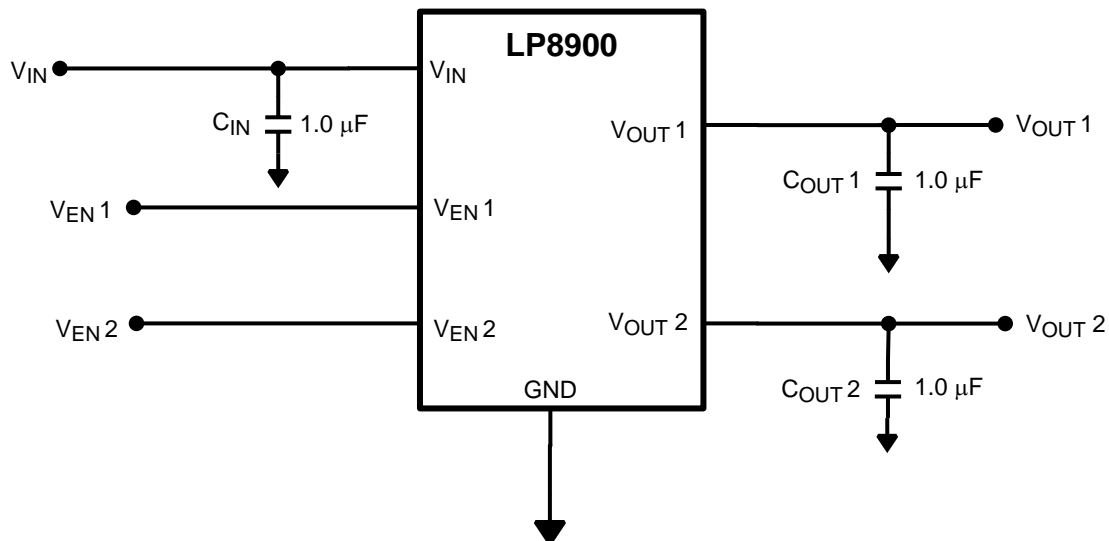 LP8900
VIN
VIN
CIN
1.0 μF
VOUT 1
VOUT 1
COUT 1
1.0 μF
VEN 1
VEN 1
VEN 2
VEN 2
VOUT 2
VOUT 2
COUT 2
1.0 μF
GND